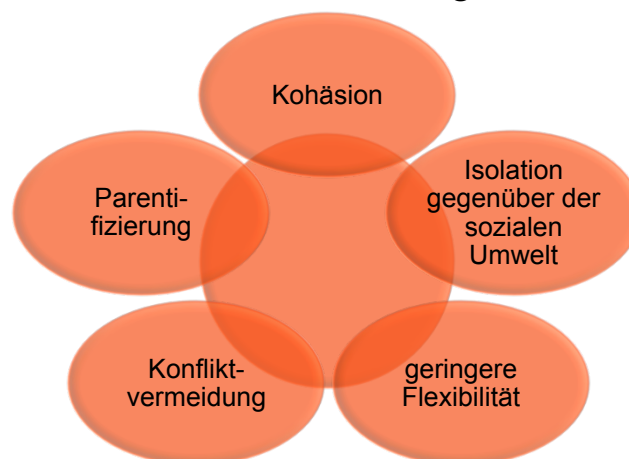 Kohäsion
Isolation
gegenüber der
sozialen
Umwelt
geringere
Flexibilität
Konflikt-
vermeidung
Parenti-
fizierung